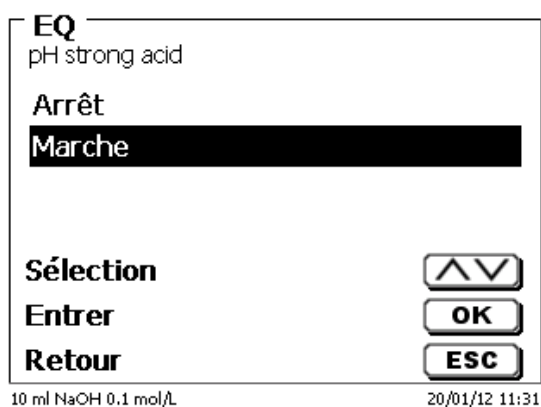 EQ
pH strong acid
Arrêt
Marche
Sélection
Entrer OK
Retour ESC
10 ml NaOH 0.1 mol/L 20/01/12 11:31